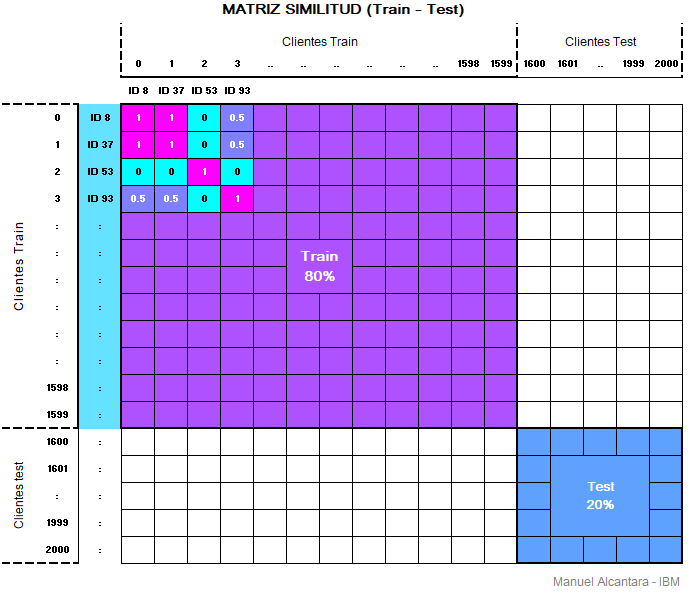 MATRIZ SIMILITUD (Train - Test)
Clientes Train Clientes Test
0 1 2 3 .. .. .. .. .. .. 1598 1599 1600 1601 .. 1999 2000
ID 8 ID 37 ID 53 ID 93
0 ID 8 1 1 0 0.5
1 ID 37 1 1 0 0.5
2 ID 53 0 0 1 0
3 ID 93 0.5 0.5 0 1
: :
: :
: :
: :
: :
: :
1598 :
1599 :
Clientes Train
Train
80%
1600 :
1601 :
: :
1999 :
2000 :
Clientes test
Test
20%
Manuel Alcantara - IBM